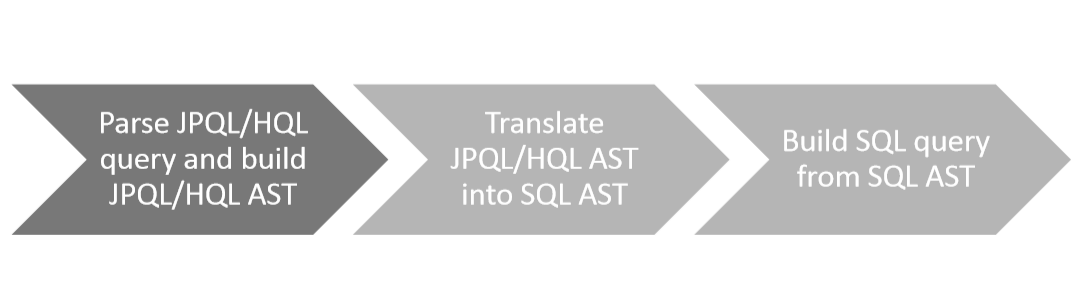 Parse JPQL/HQL
query and build
JPQL/HQL AST
Translate
JPQL/HQL AST
into SQL AST
Build SQL query
from SQL AST